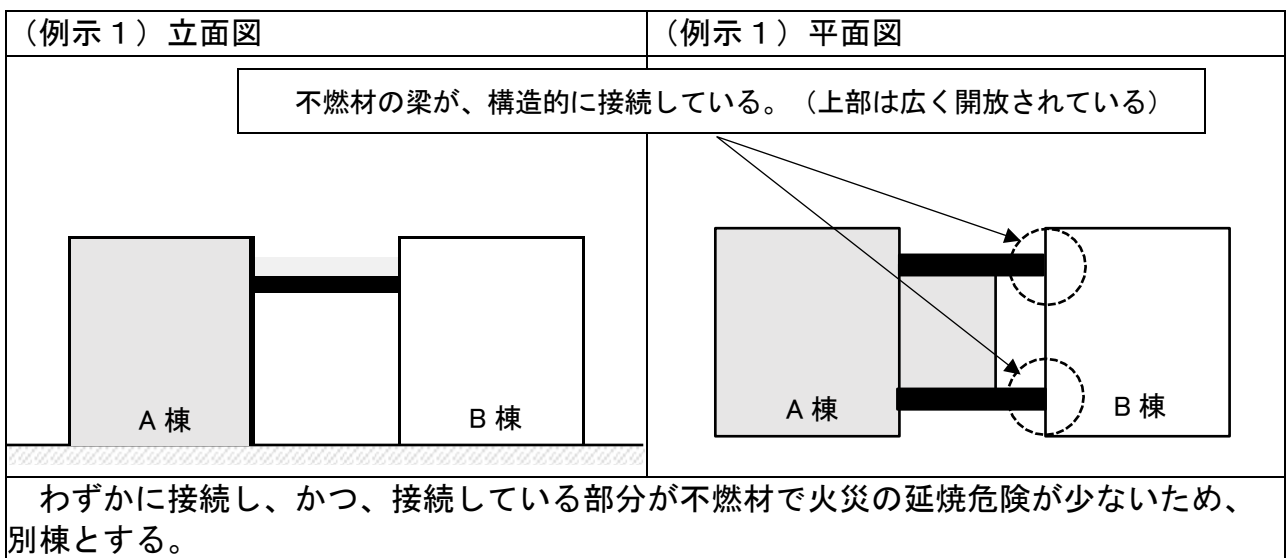 （例示１）立面図
（例示１）平面図
不燃材の梁が、構造的に接続している。（上部は広く開放されている）
A 棟
B 棟
A 棟
B 棟
わずかに接続し、かつ、接続している部分が不燃材で火災の延焼危険が少ないため、
別棟とする。